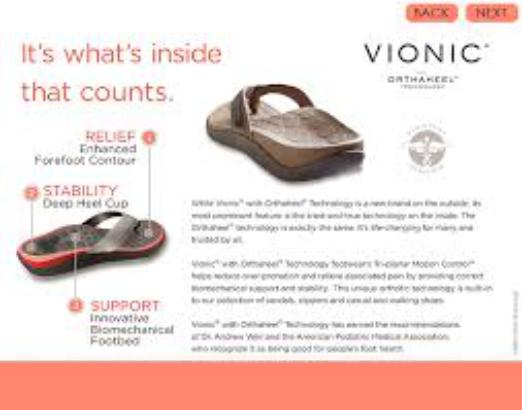 BACK
NEXT
It's what's inside
that counts.
VIONIC
ORTHAHEEL
TECHNOLOGY
RELIEF 1
Enhanced
Forefoot Contour
2 STABILITY
Deep Heel Cup
3 SUPPORT
Innovative
Biomechanical
Footbed
While Vionic® with Orthaheel® Technology is a new brand on the outside, its
most prominent feature is the tried and true technology on the inside. The
Orthaheel® technology is exactly the same. It's life-changing for many and
trusted by all.
Vionic® with Orthaheel® Technology footwear's Tri-planar Motion Control™
helps reduce over-pronation and relieve associated pain by providing correct
biomechanical support and stability. This unique orthotic technology is built-in
to our collection of sandals, slippers and casual and walking shoes.
Vionic® with Orthaheel® Technology has earned the recommendations
of Dr. Andrew Weil and the American Podiatric Medical Association,
who recognize it as being good for people's foot health.